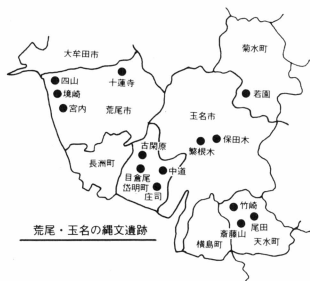 菊水町
大牟田市
十蓮寺
四山
境崎
宮内
荒尾市
若園
玉名市
保田木
繁根木
古閑原
長洲町
目倉尾
中道
岱明町
庄司
竹崎
尾田
斎藤山
天水町
横島町
荒尾・玉名の縄文遺跡